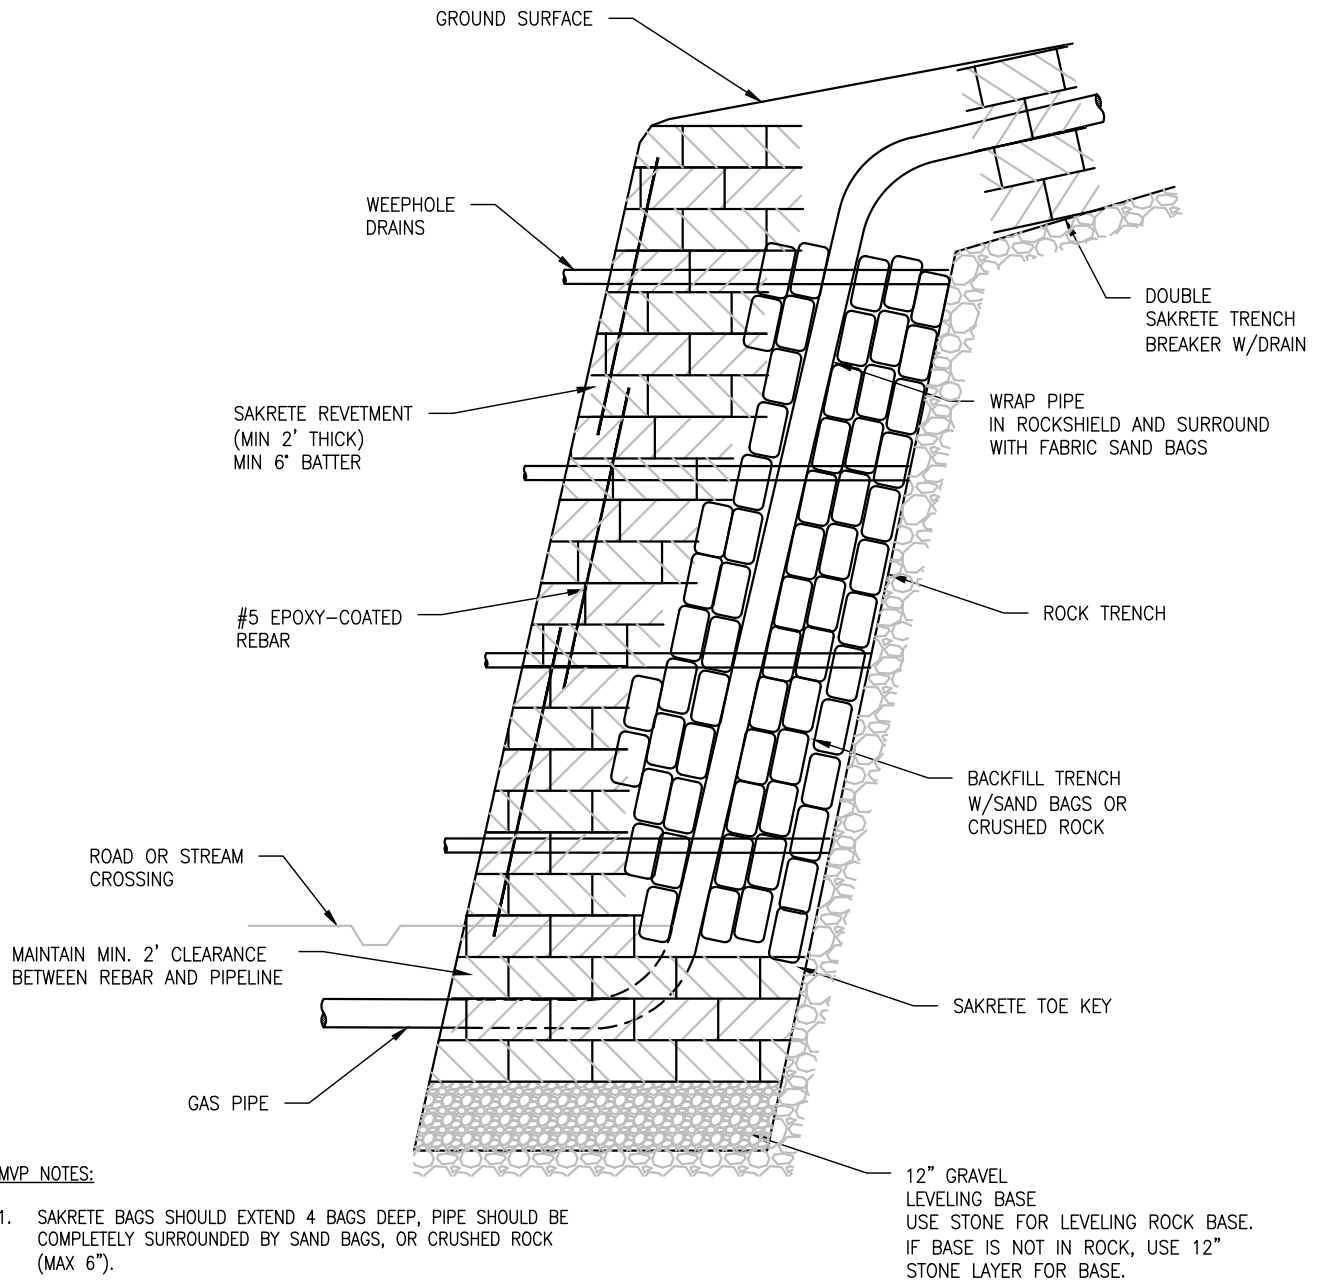 GROUND SURFACE
WEEPHOLE
DRAINS
DOUBLE
SAKRETE TRENCH
BREAKER W/DRAIN
SAKRETE REVETMENT
(MIN 2' THICK)
MIN 6° BATTER
WRAP PIPE
IN ROCKSHIELD AND SURROUND
WITH FABRIC SAND BAGS
#5 EPOXY-COATED
REBAR
ROCK TRENCH
BACKFILL TRENCH
W/SAND BAGS OR
CRUSHED ROCK
ROAD OR STREAM
CROSSING
MAINTAIN MIN. 2' CLEARANCE
BETWEEN REBAR AND PIPELINE
SAKRETE TOE KEY
GAS PIPE
12" GRAVEL
LEVELING BASE
USE STONE FOR LEVELING ROCK BASE.
IF BASE IS NOT IN ROCK, USE 12"
STONE LAYER FOR BASE.
MVP NOTES:
1. SAKRETE BAGS SHOULD EXTEND 4 BAGS DEEP, PIPE SHOULD BE
COMPLETELY SURROUNDED BY SAND BAGS, OR CRUSHED ROCK
(MAX 6").